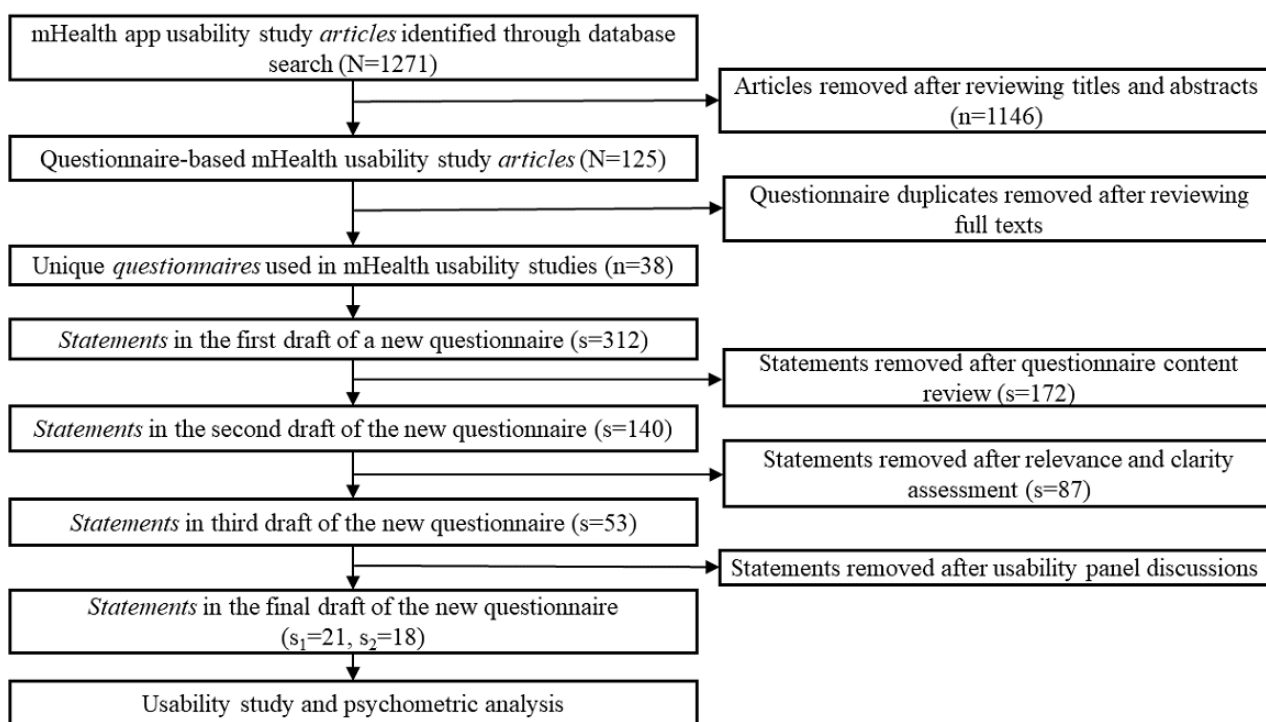 mHealth app usability study articles identified through database
search (N=1271)
Articles removed after reviewing titles and abstracts
(n=1146)
Questionnaire-based mHealth usability study articles (N=125)
Questionnaire duplicates removed after reviewing
full texts
Unique questionnaires used in mHealth usability studies (n=38)
Statements in the first draft of a new questionnaire (s=312)
Statements removed after questionnaire content
review (s=172)
Statements in the second draft of the new questionnaire (s=140)
Statements removed after relevance and clarity
assessment (s=87)
Statements in third draft of the new questionnaire (s=53)
Statements removed after usability panel discussions
Statements in the final draft of the new questionnaire
(s₁=21, s₂=18)
Usability study and psychometric analysis